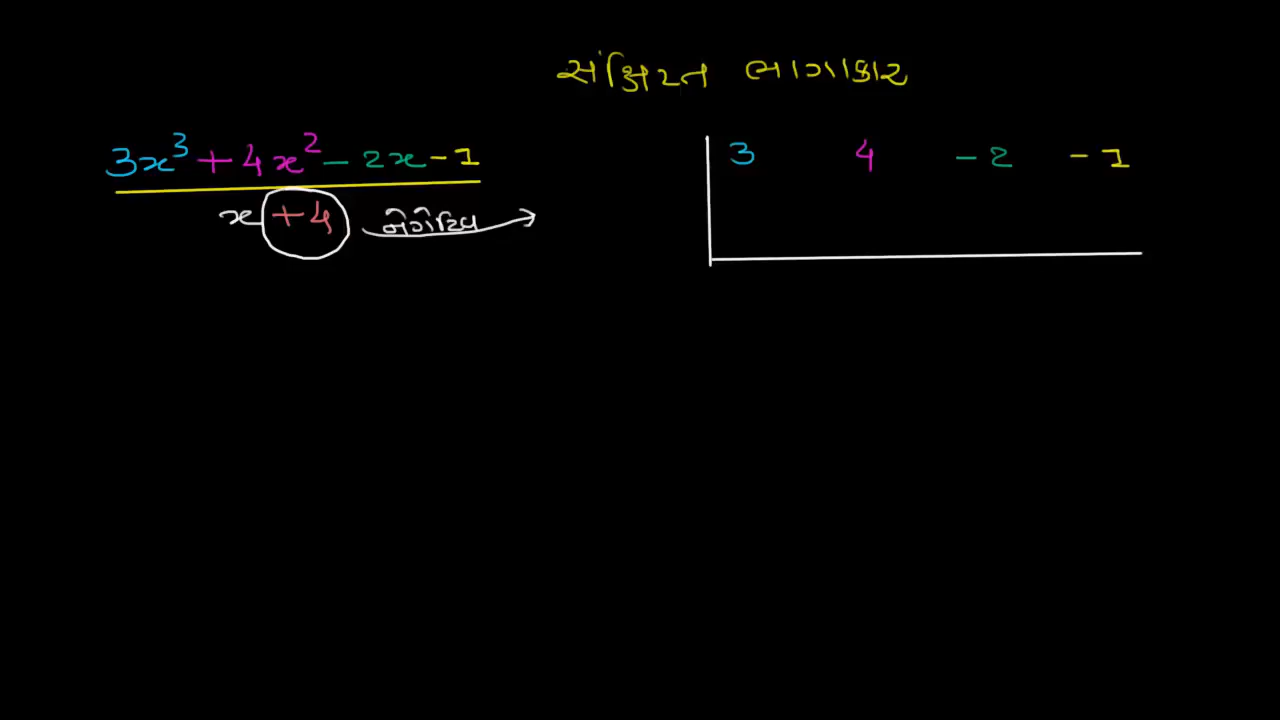 સંક્ષિપ્ત ભાગાકાર
3x³ + 4x² - 2x - 1
x + 4 નેગેટિવ
3 4 -2 -1